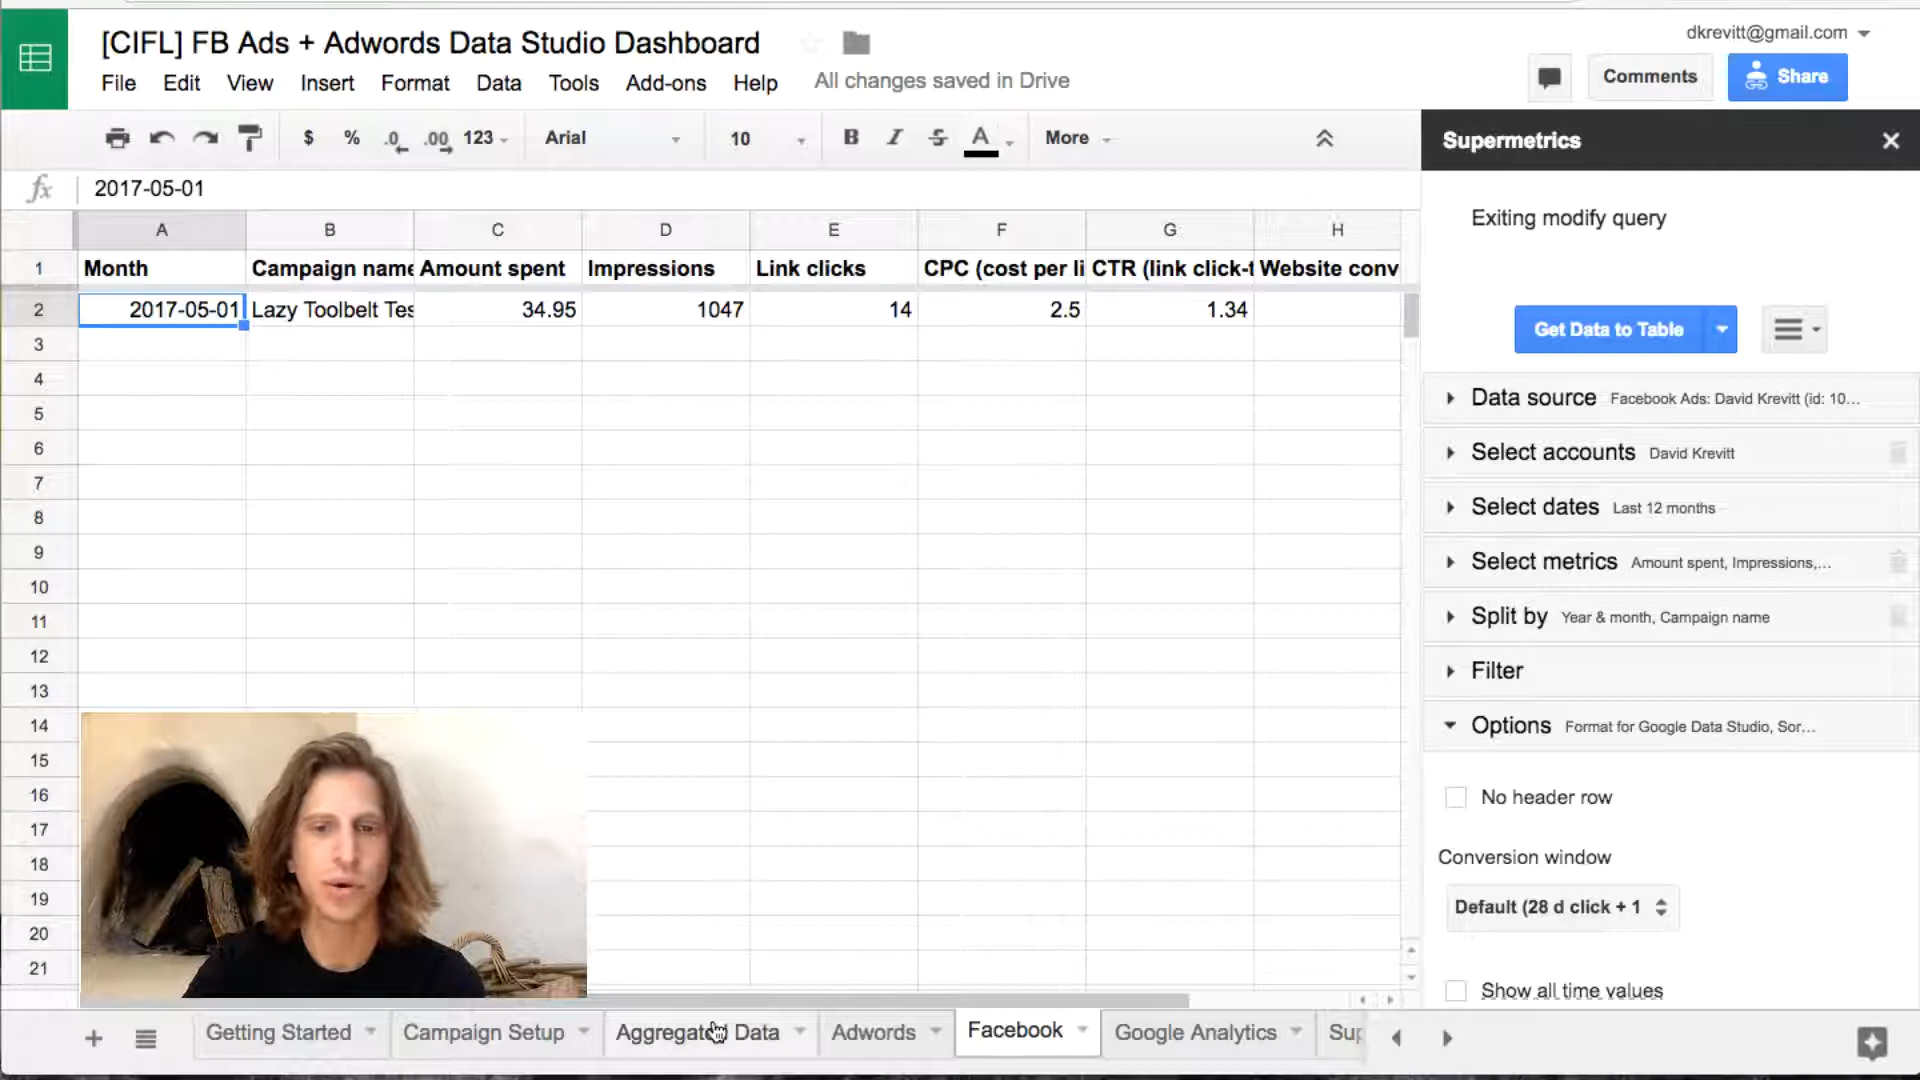 [CIFL] FB Ads + Adwords Data Studio Dashboard
dkrevitt@gmail.com
File Edit View Insert Format Data Tools Add-ons Help All changes saved in Drive
Comments Share
$ % .0 .00 123 Arial 10 B I S A More
Supermetrics
fx 2017-05-01
Exiting modify query
A B C D E F G H
1 Month Campaign name Amount spent Impressions Link clicks CPC (cost per li CTR (link click-t Website conv
2 2017-05-01 Lazy Toolbelt Tes 34.95 1047 14 2.5 1.34
Get Data to Table
3
4
5
6
7
8
9
10
11
12
13
14
15
16
17
18
19
20
21
Data source Facebook Ads: David Krevitt (id: 10...
Select accounts David Krevitt
Select dates Last 12 months
Select metrics Amount spent, Impressions,...
Split by Year & month, Campaign name
Filter
Options Format for Google Data Studio, Sor...
No header row
Conversion window
Default (28 d click + 1
Show all time values
Getting Started Campaign Setup Aggregated Data Adwords Facebook Google Analytics Sup